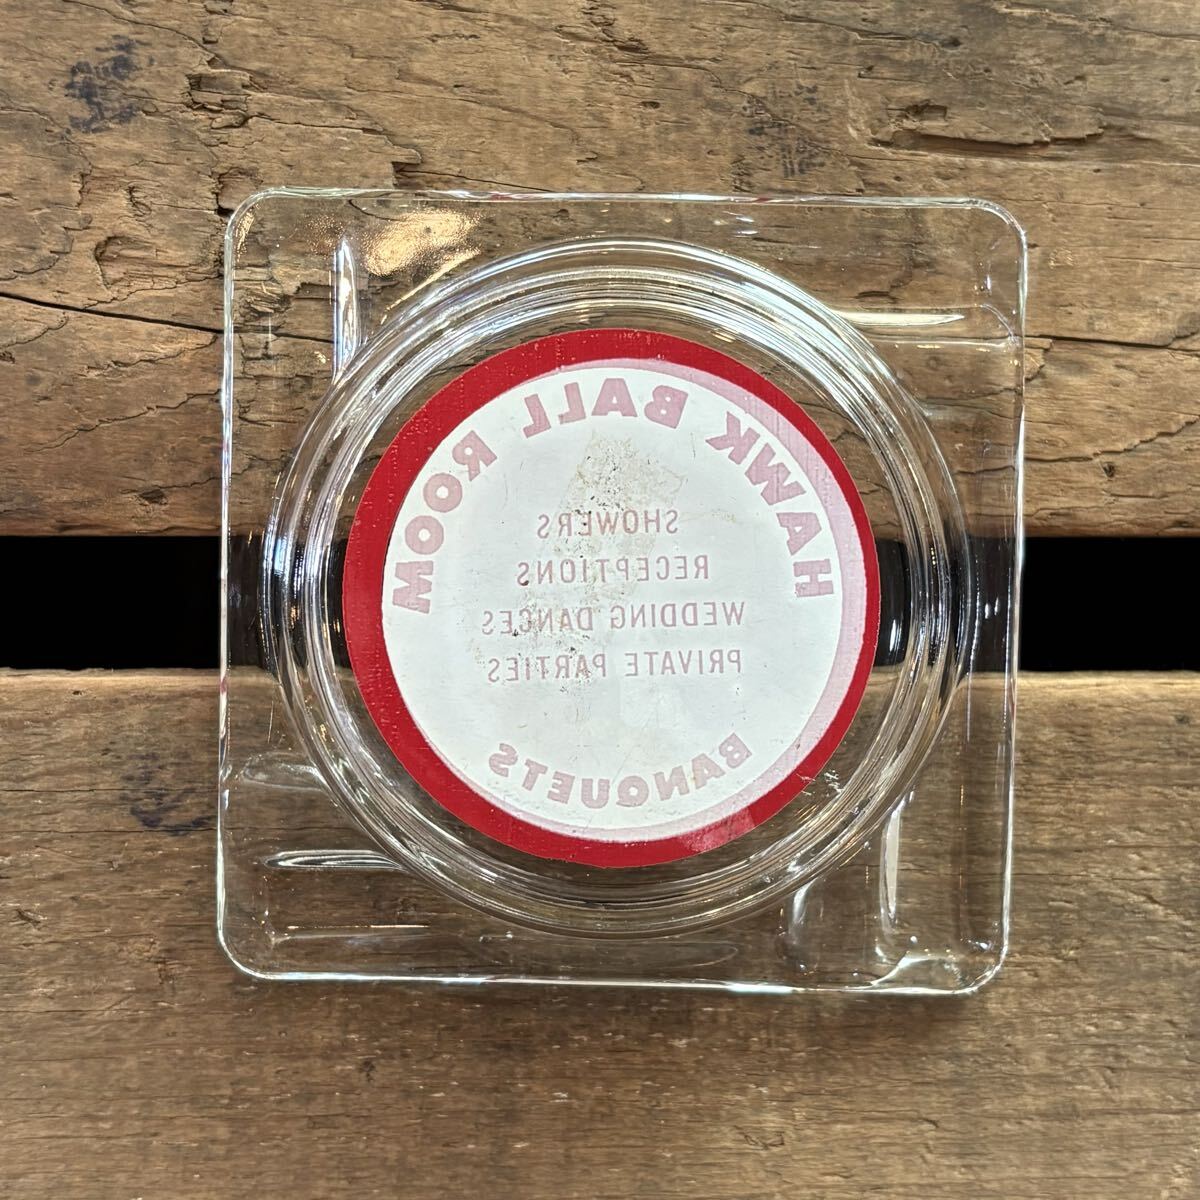 HAWK BALL ROOM
SHOWERS
RECEPTIONS
WEDDING DANCES
PRIVATE PARTIES
BANQUETS